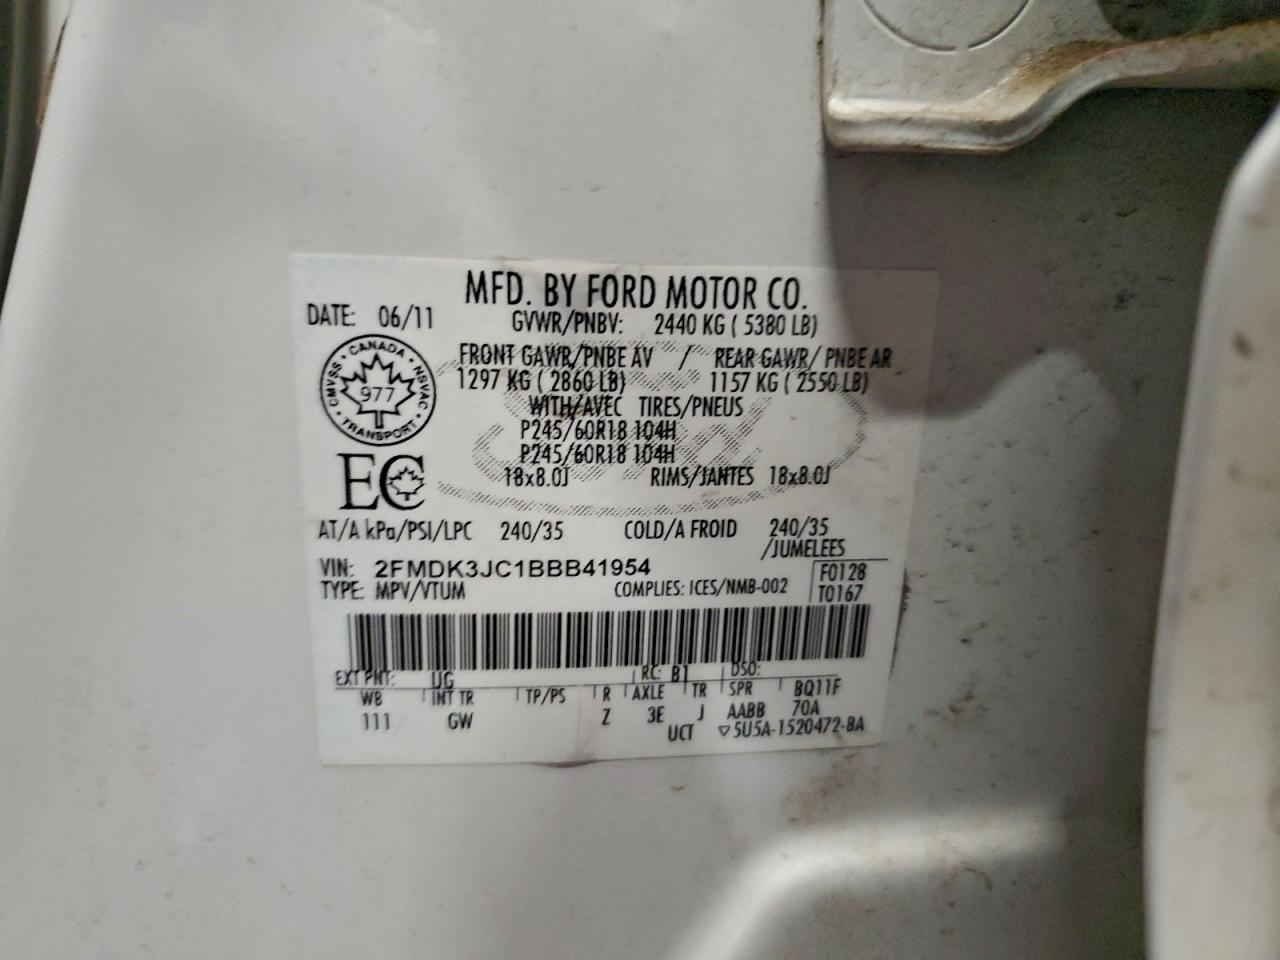 MFD. BY FORD MOTOR CO.
DATE: 06/11
GVWR/PNBV: 2440 KG ( 5380 LB)
FRONT GAWR/PNBE AV / REAR GAWR/ PNBE AR
1297 KG ( 2860 LB) 1157 KG ( 2550 LB)
WITH/AVEC TIRES/PNEUS
P245/60R18 104H
P245/60R18 104H
18x8.0J RIMS/JANTES 18x8.0J
CANADA
CMVSS • NSVAC
977
TRANSPORT
EC
AT/A kPa/PSI/LPC 240/35 COLD/A FROID 240/35
/JUMELEES
VIN: 2FMDK3JC1BBB41954
F0128
TYPE: MPV/VTUM COMPLIES: ICES/NMB-002
T0167
EXT PNT: UG RC: B1 DSO:
WB INT TR TP/PS R AXLE TR SPR BQ11F
111 GW Z 3E J AABB 70A
UCT ▽5U5A-1520472-BA